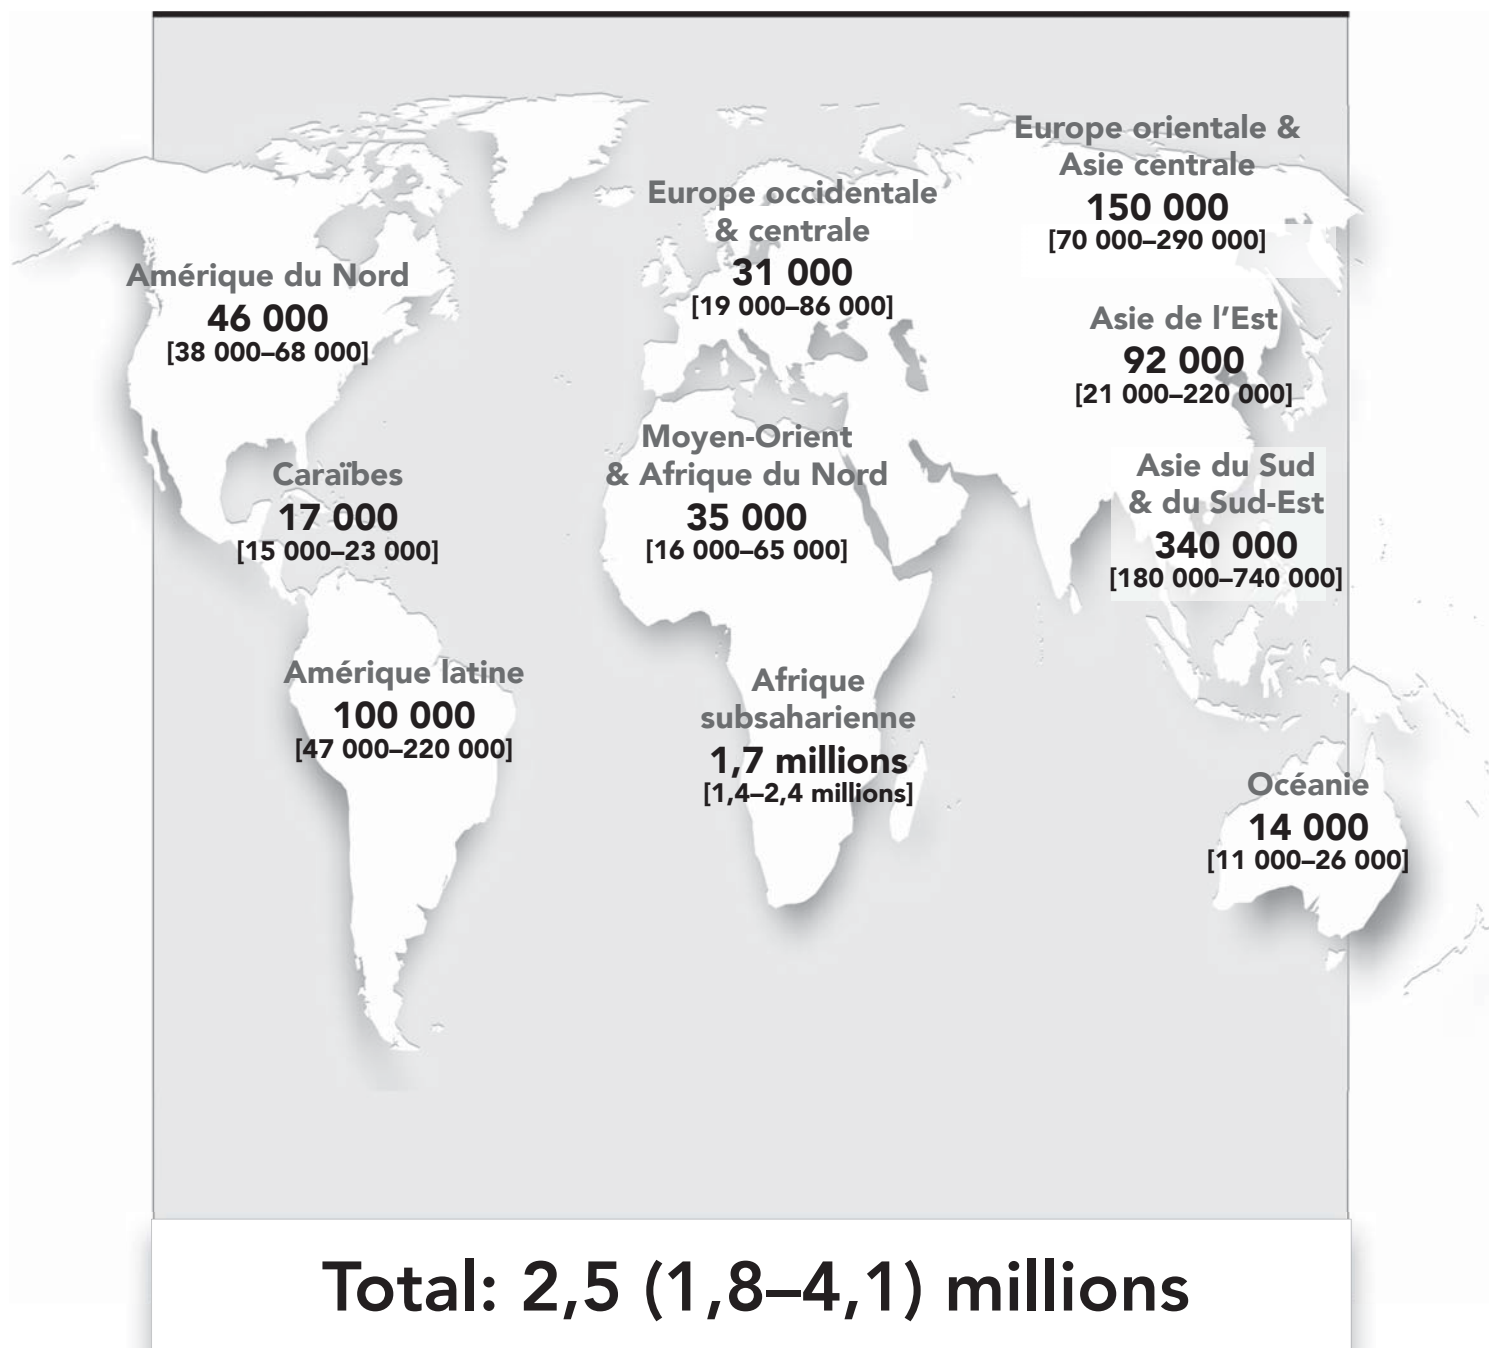 Europe orientale &
Asie centrale
150 000
[70 000–290 000]
Europe occidentale
& centrale
31 000
[19 000–86 000]
Amérique du Nord
46 000
[38 000–68 000]
Asie de l’Est
92 000
[21 000–220 000]
Moyen-Orient
& Afrique du Nord
35 000
[16 000–65 000]
Caraïbes
17 000
[15 000–23 000]
Asie du Sud
& du Sud-Est
340 000
[180 000–740 000]
Amérique latine
100 000
[47 000–220 000]
Afrique
subsaharienne
1,7 millions
[1,4–2,4 millions]
Océanie
14 000
[11 000–26 000]
Total: 2,5 (1,8–4,1) millions